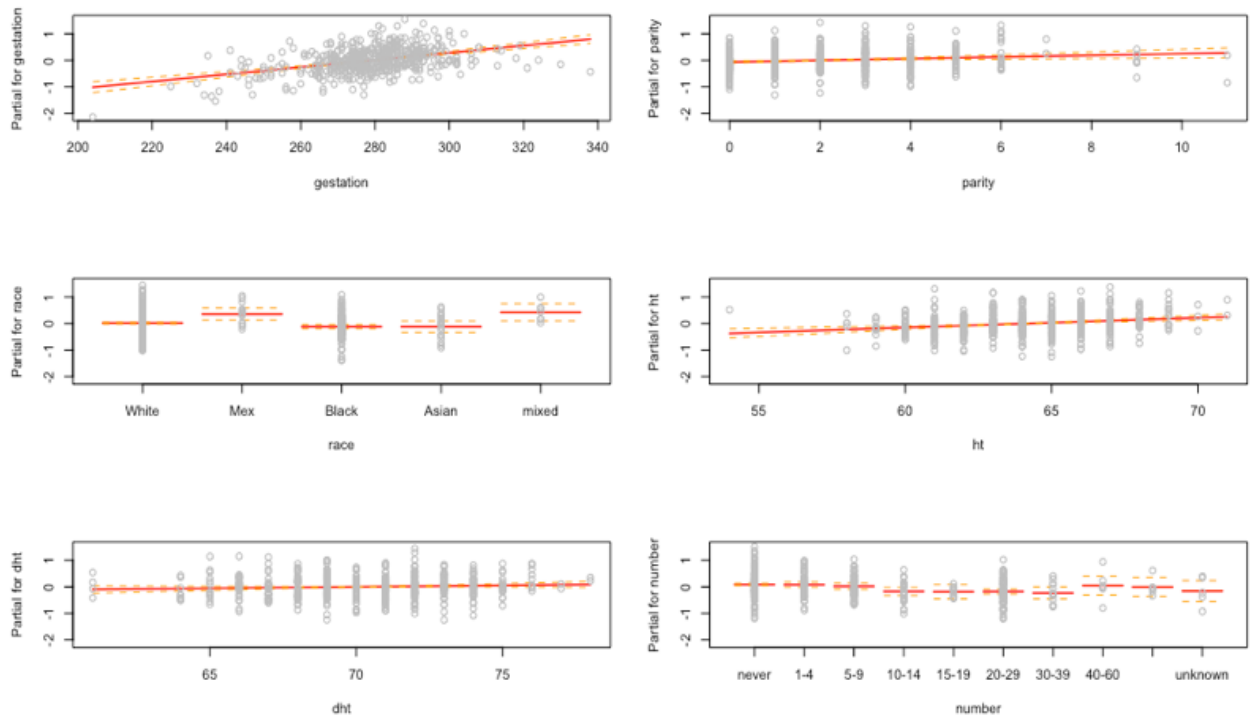 Partial for gestation
1
0
-1
-2
200 220 240 260 280 300 320 340
gestation
Partial for parity
1
0
-1
-2
0 2 4 6 8 10
parity
Partial for race
1
0
-1
-2
White Mex Black Asian mixed
race
Partial for ht
1
0
-1
-2
55 60 65 70
ht
Partial for dht
1
0
-1
-2
65 70 75
dht
Partial for number
1
0
-1
-2
never 1-4 5-9 10-14 15-19 20-29 30-39 40-60 unknown
number